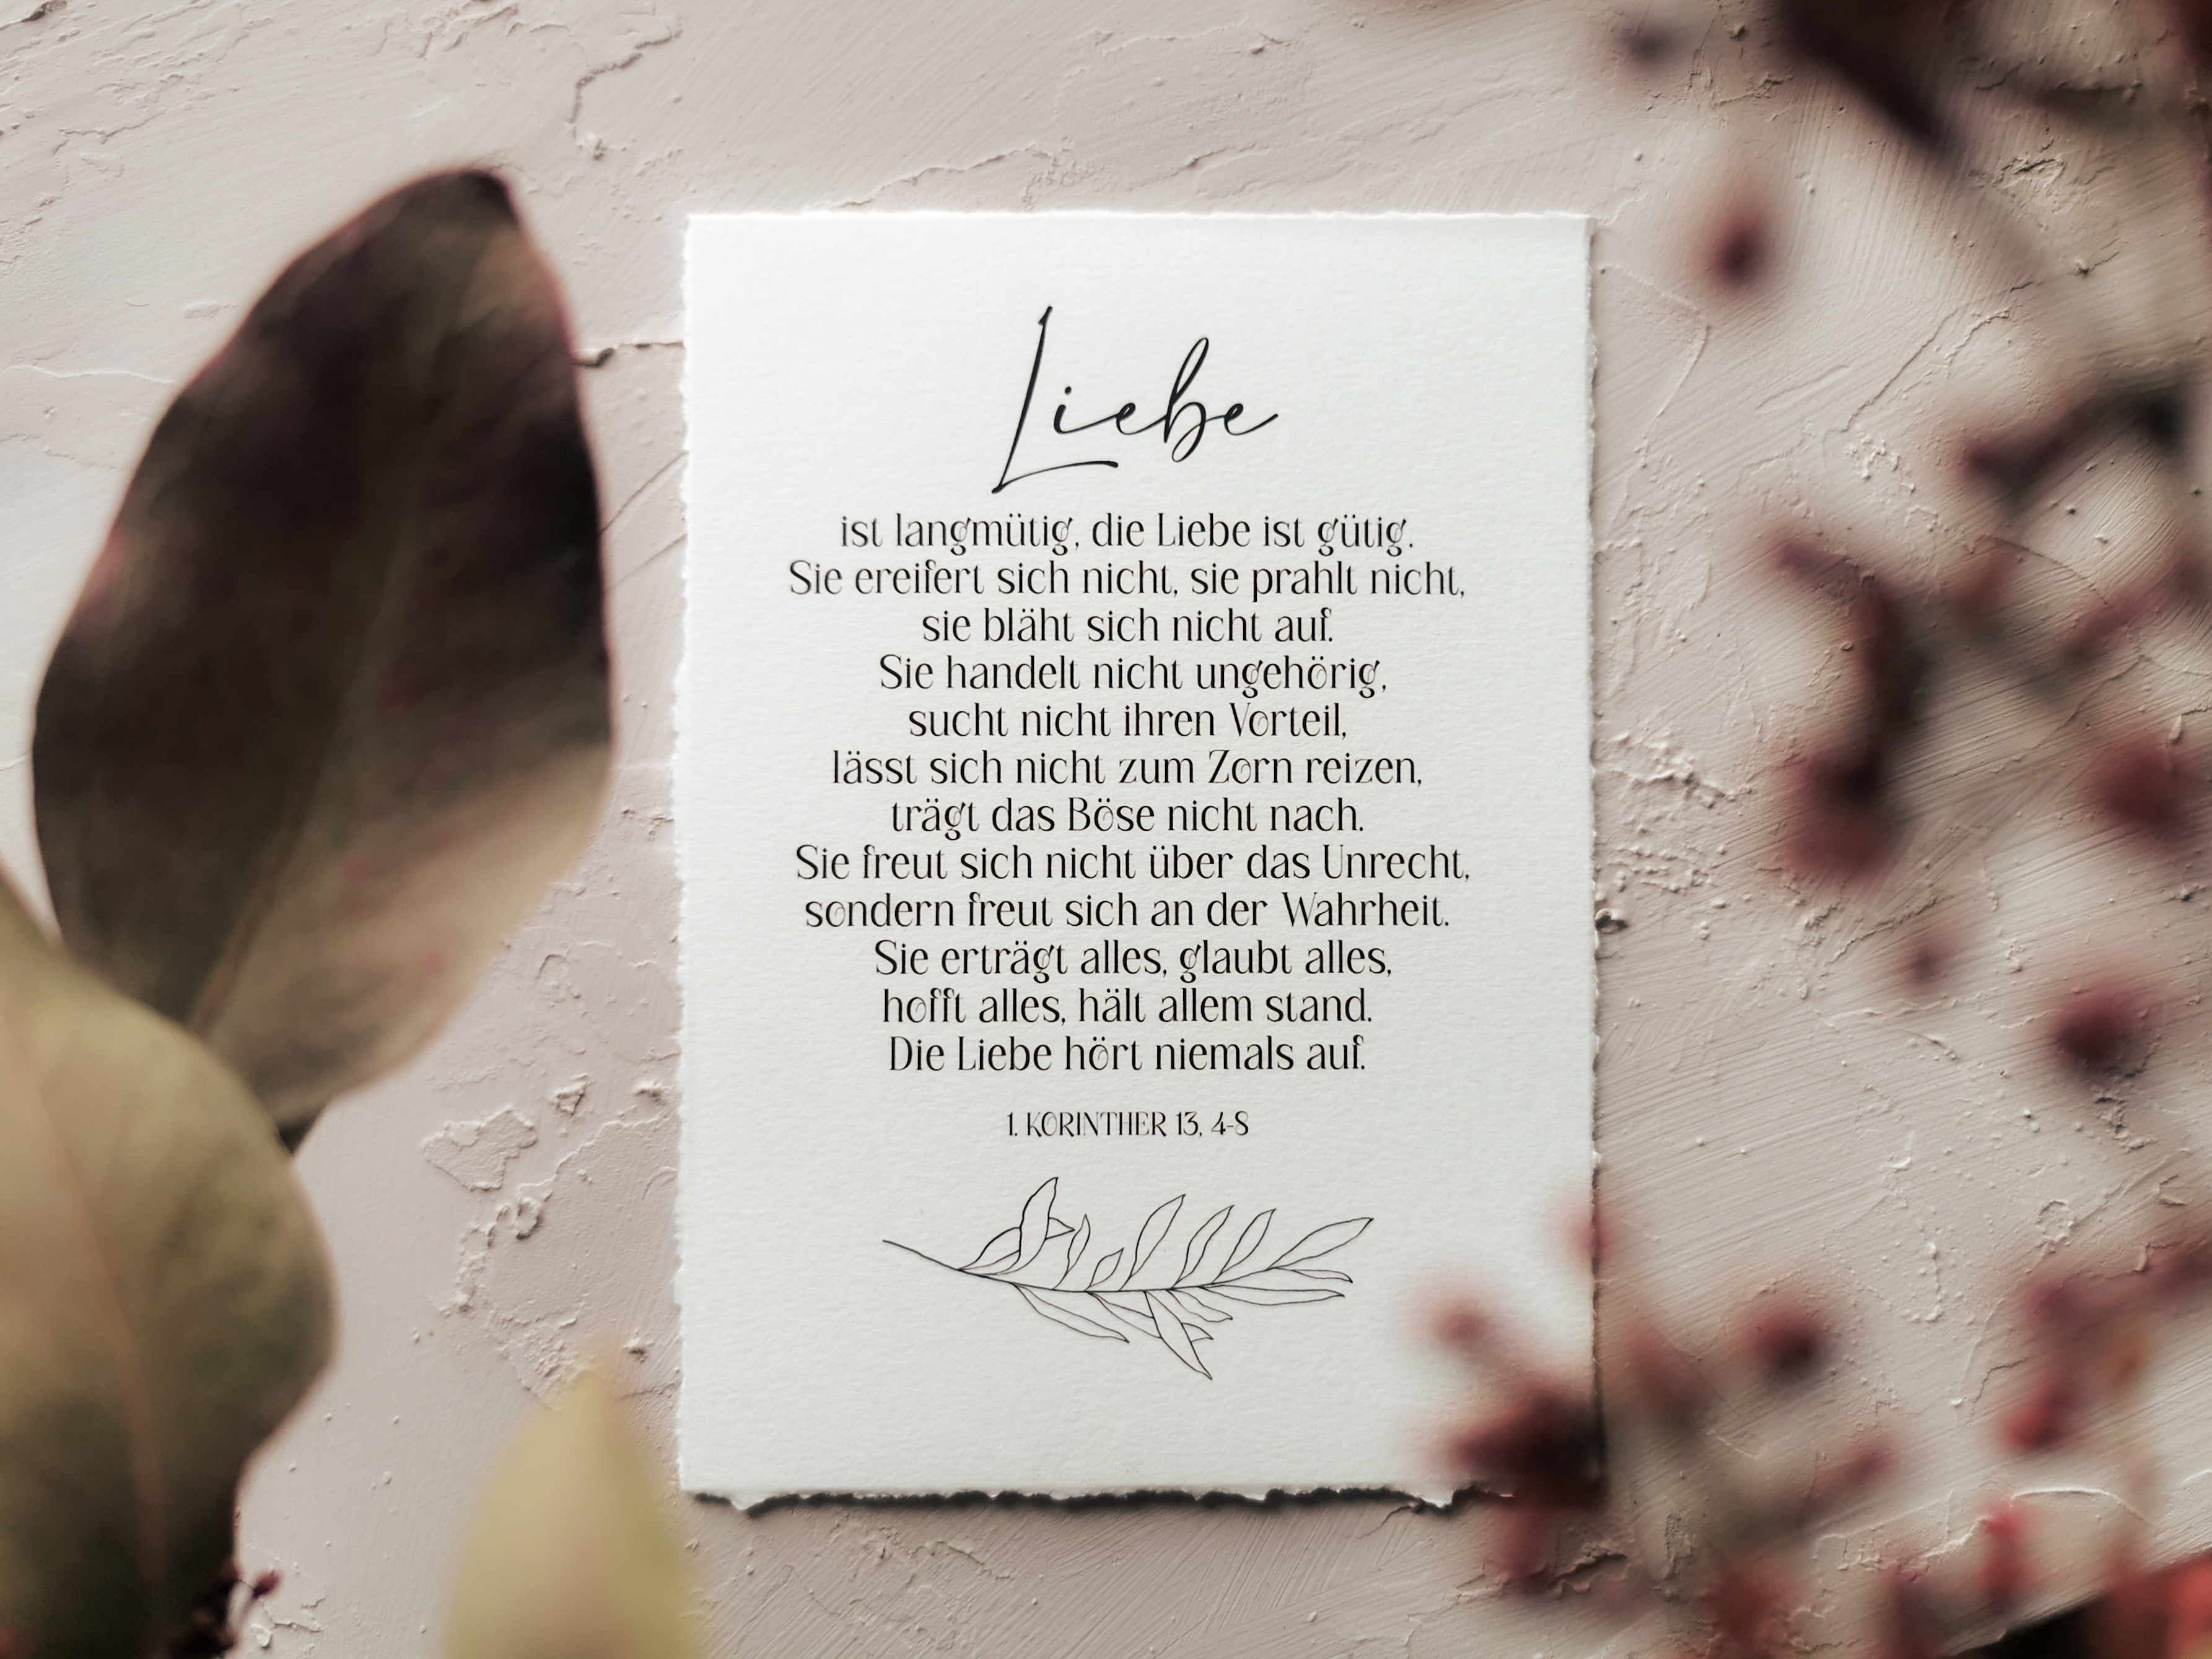 Liebe
ist langmütig, die Liebe ist gütig.
Sie ereifert sich nicht, sie prahlt nicht,
sie bläht sich nicht auf.
Sie handelt nicht ungehörig,
sucht nicht ihren Vorteil,
lässt sich nicht zum Zorn reizen,
trägt das Böse nicht nach.
Sie freut sich nicht über das Unrecht,
sondern freut sich an der Wahrheit.
Sie erträgt alles, glaubt alles,
hofft alles, hält allem stand.
Die Liebe hört niemals auf.
1. KORINTHER 13, 4-8